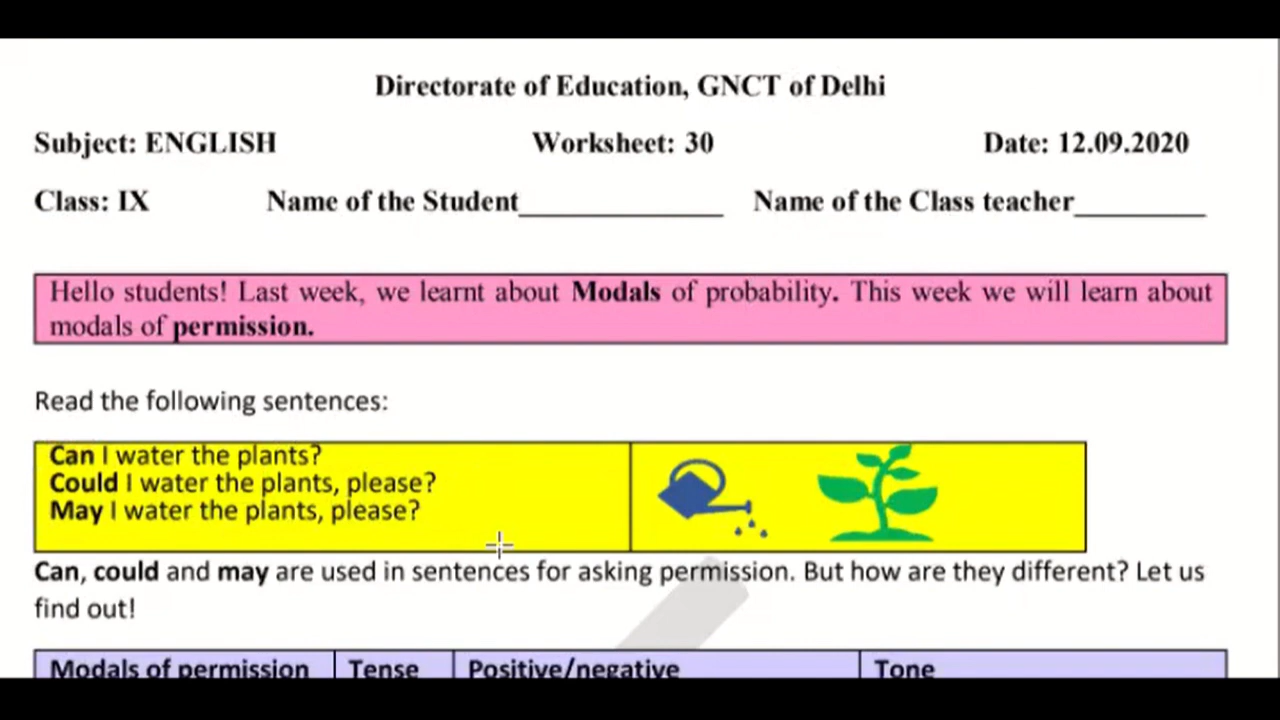 Directorate of Education, GNCT of Delhi
Subject: ENGLISH Worksheet: 30 Date: 12.09.2020
Class: IX Name of the Student____________ Name of the Class teacher________
Hello students! Last week, we learnt about Modals of probability. This week we will learn about
modals of permission.
Read the following sentences:
Can I water the plants?
Could I water the plants, please?
May I water the plants, please?
Can, could and may are used in sentences for asking permission. But how are they different? Let us
find out!
Modals of permission Tense Positive/negative Tone